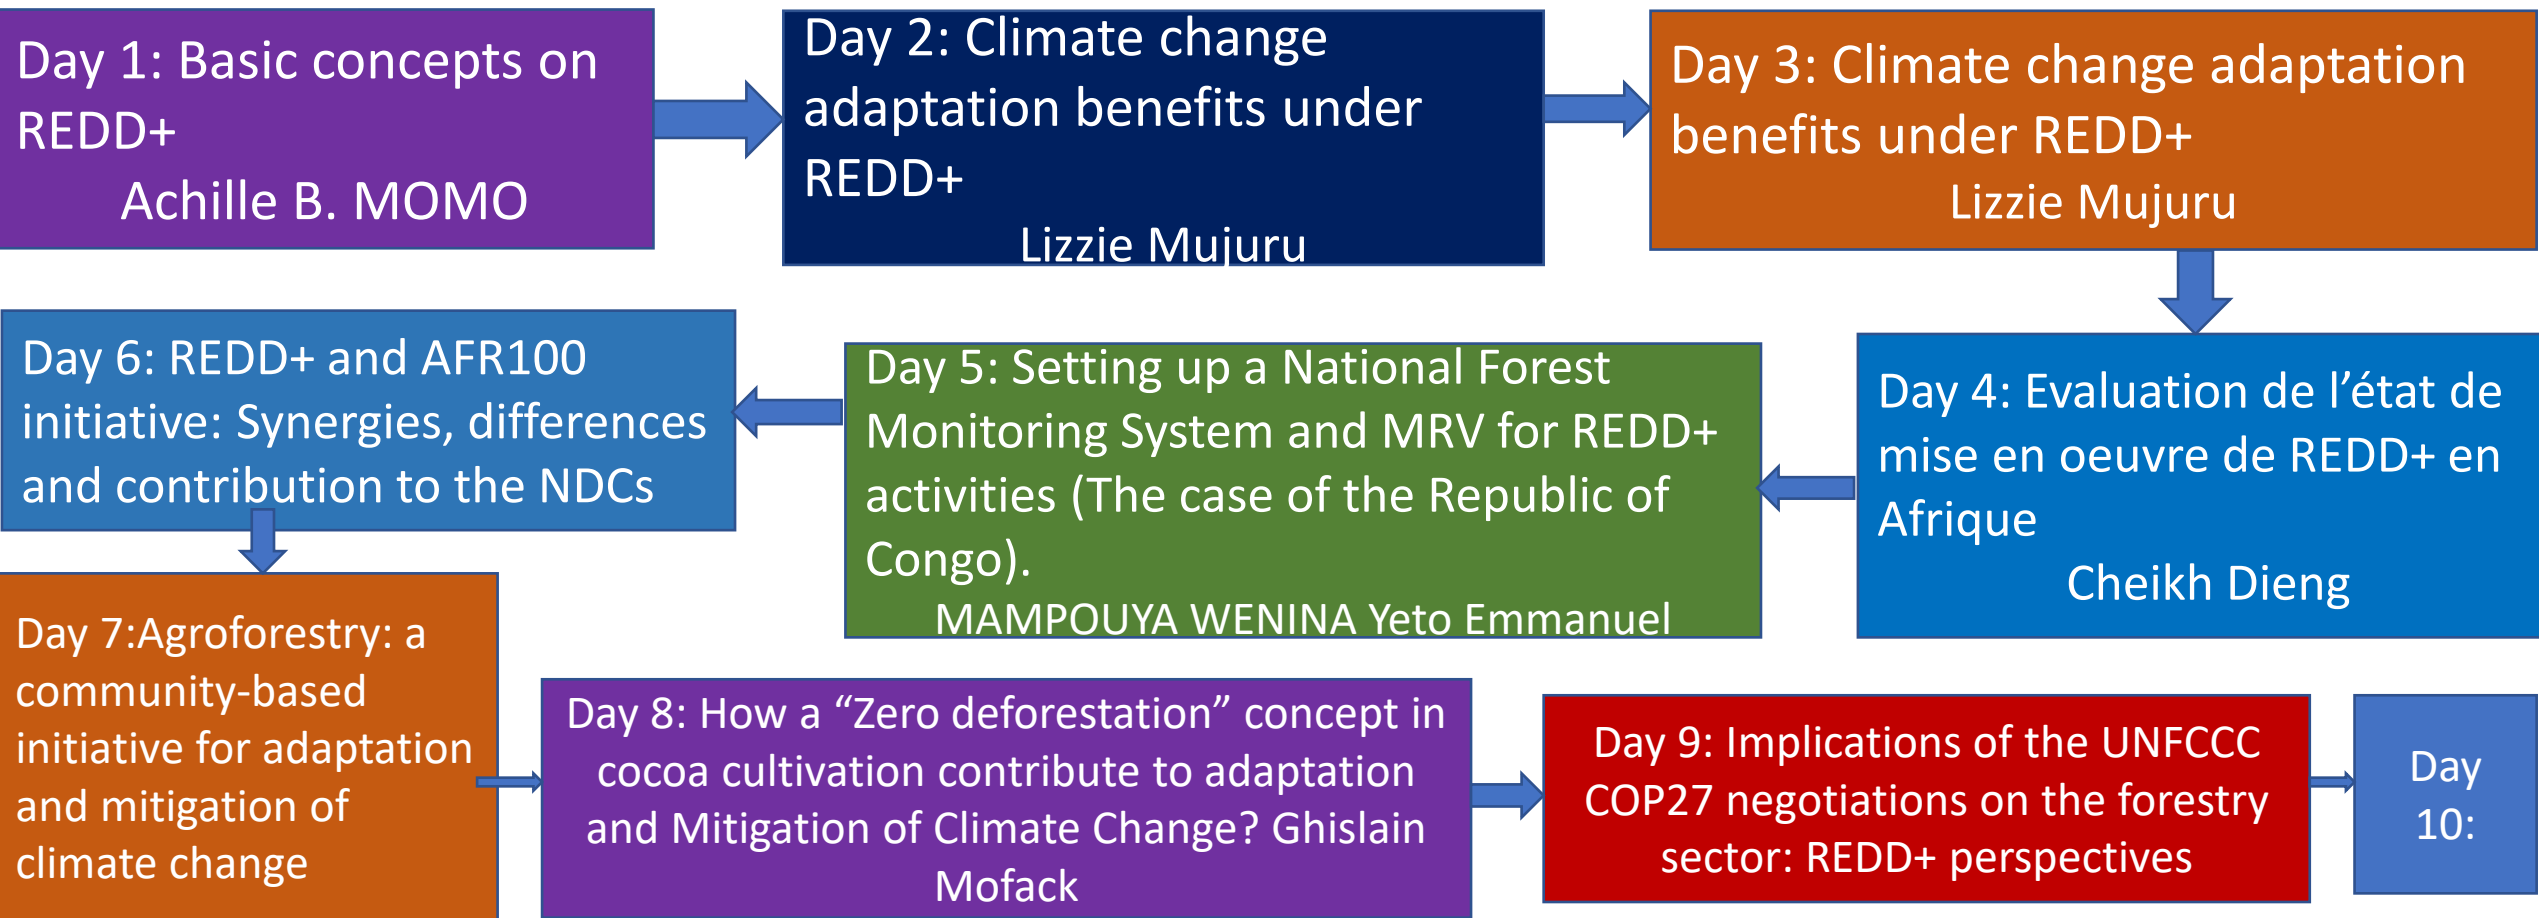 Day 1: Basic concepts on
REDD+
Achille B. MOMO
Day 2: Climate change
adaptation benefits under
REDD+
Lizzie Mujuru
Day 3: Climate change adaptation
benefits under REDD+
Lizzie Mujuru
Day 4: Evaluation de l’état de
mise en oeuvre de REDD+ en
Afrique
Cheikh Dieng
Day 5: Setting up a National Forest
Monitoring System and MRV for REDD+
activities (The case of the Republic of
Congo).
MAMPOUYA WENINA Yeto Emmanuel
Day 6: REDD+ and AFR100
initiative: Synergies, differences
and contribution to the NDCs
Day 7:Agroforestry: a
community-based
initiative for adaptation
and mitigation of
climate change
Day 8: How a “Zero deforestation” concept in
cocoa cultivation contribute to adaptation
and Mitigation of Climate Change? Ghislain
Mofack
Day 9: Implications of the UNFCCC
COP27 negotiations on the forestry
sector: REDD+ perspectives
Day
10: